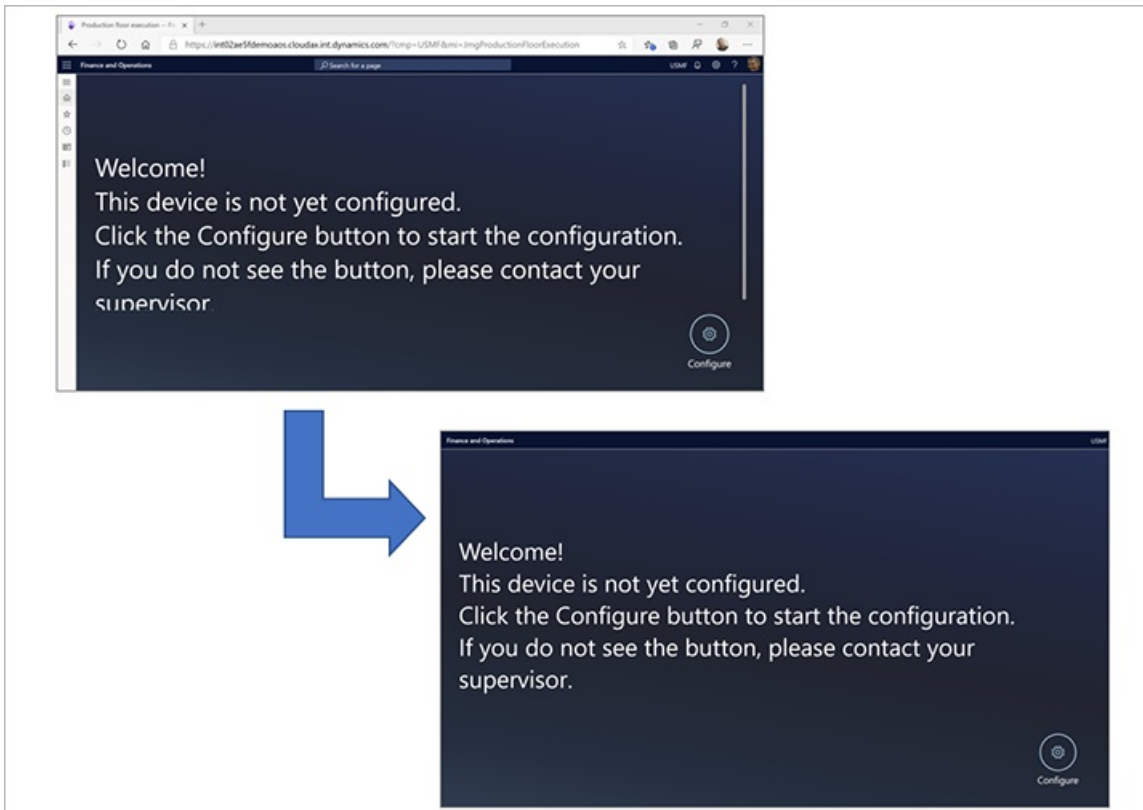 Production floor execution -- Fi
https://int02ae5fdemoaos.cloudax.int.dynamics.com/?cmp=USMF&mi=JmgProductionFloorExecution
Finance and Operations
Search for a page
USMF
?
Welcome!
This device is not yet configured.
Click the Configure button to start the configuration.
If you do not see the button, please contact your
supervisor.
Configure
Finance and Operations
USMF
Welcome!
This device is not yet configured.
Click the Configure button to start the configuration.
If you do not see the button, please contact your
supervisor.
Configure